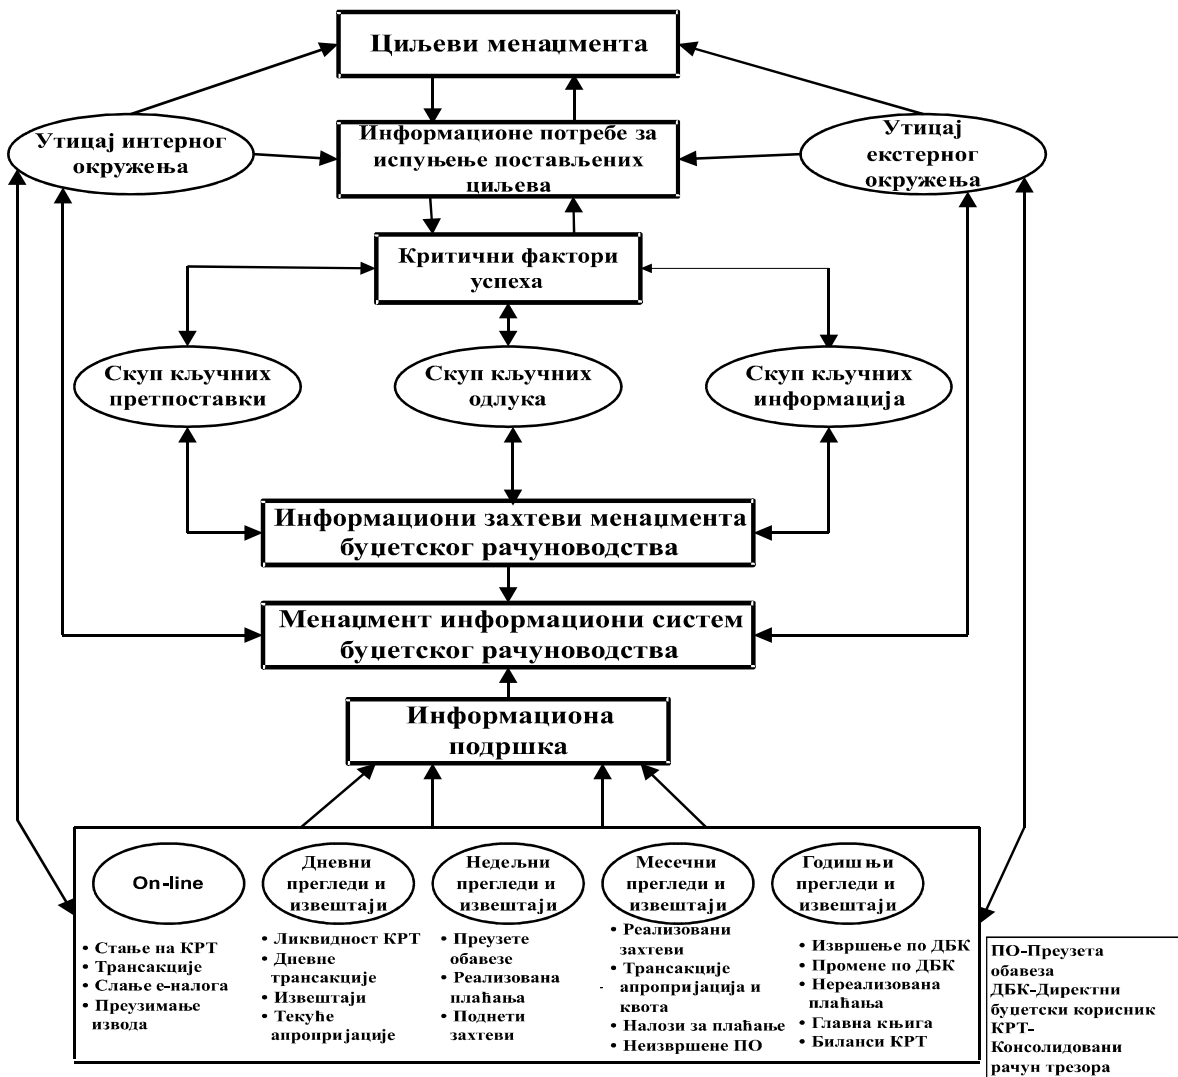 Циљеви менаџмента
Утицај интерног
окружења
Информационе потребе за
испуњење постављених
циљева
Утицај
екстерног
окружења
Критични фактори
успеха
Скуп кључних
претпоставки
Скуп кључних
одлука
Скуп кључних
информација
Информациони захтеви менаџмента
буџетског рачуноводства
Менаџмент информациони систем
буџетског рачуноводства
Информациона
подршка
On-line
• Стање на КРТ
• Трансакције
• Слање е-налога
• Преузимање
извода
Дневни
прегледи и
извештаји
• Ликвидност КРТ
• Дневне
трансакције
• Извештаји
• Текуће
апропријације
Недељни
прегледи и
извештаји
• Преузете
обавезе
• Реализована
плаћања
• Поднети
захтеви
Месечни
прегледи и
извештаји
• Реализовани
захтеви
• Трансакције
апропријација и
квота
• Налози за плаћање
• Неизвршене ПО
Годишњи
прегледи и
извештаји
• Извршење по ДБК
• Промене по ДБК
• Нереализована
плаћања
• Главна књига
• Биланси КРТ
ПО-Преузета
обавеза
ДБК-Директни
буџетски корисник
КРТ-
Консолидовани
рачун трезора